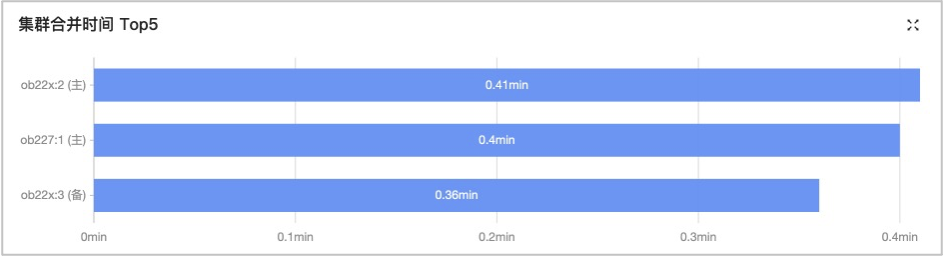 集群合并时间 Top5
ob22x:2 (主)
0.41min
ob227:1 (主)
0.4min
ob22x:3 (备)
0.36min
0min 0.1min 0.2min 0.3min 0.4min